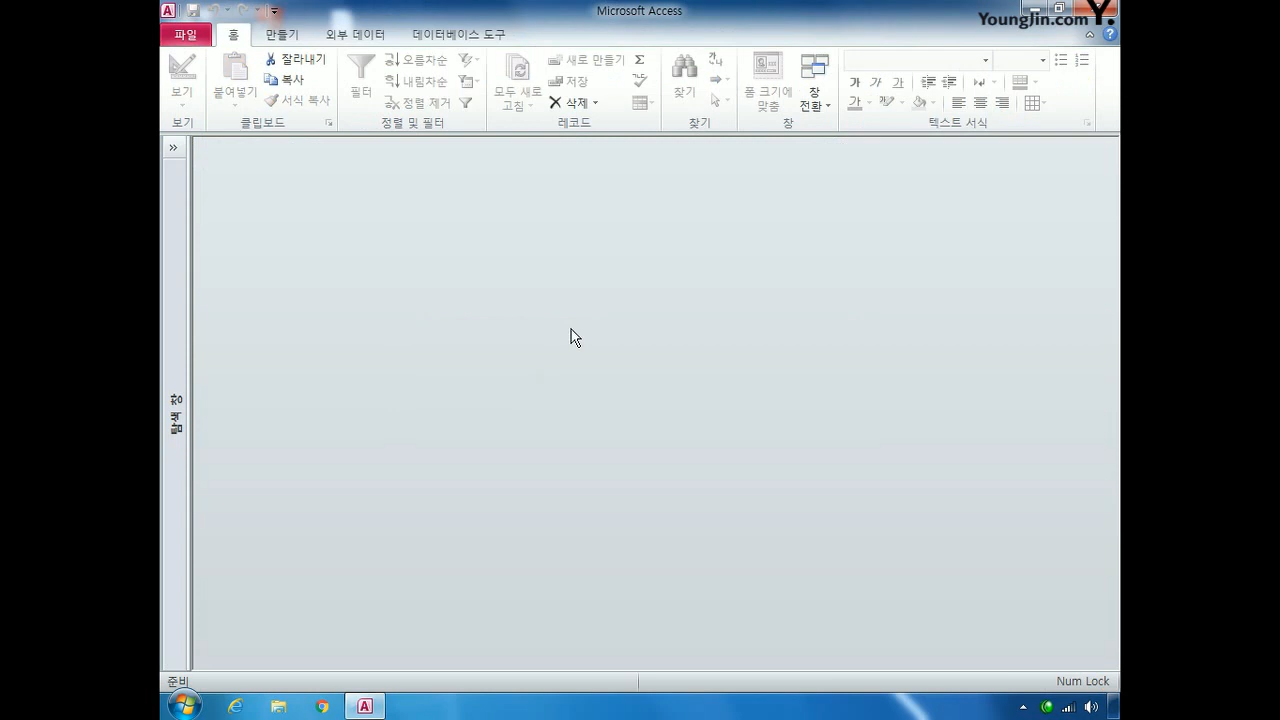 Microsoft Access
YoungJin.com Y.
파일 홈 만들기 외부 데이터 데이터베이스 도구
보기
붙여넣기
잘라내기
복사
서식 복사
필터
오름차순
내림차순
정렬 제거
모두 새로 고침
새로 만들기
저장
삭제
찾기
폼 크기에 맞춤
창 전환
가 가 가
가
보기 클립보드 정렬 및 필터 레코드 찾기 창 텍스트 서식
탐색 창
준비
Num Lock